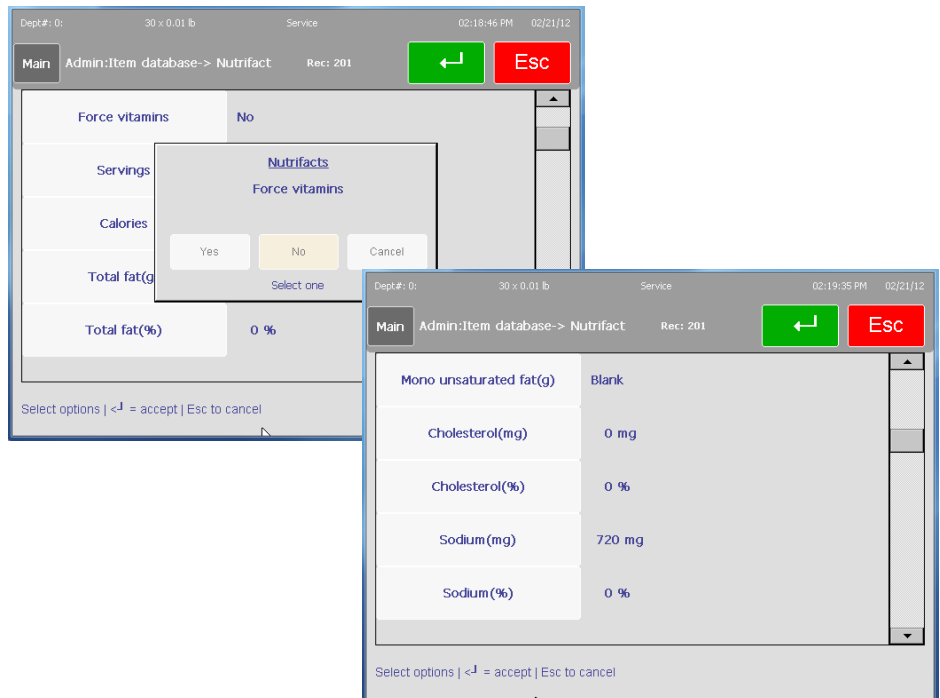 Dept#: 0: 30 x 0.01 lb Service 02:18:46 PM 02/21/12
Main Admin:Item database-> Nutrifact Rec: 201 Esc
Force vitamins No
Servings
Calories
Total fat(g
Total fat(%) 0 %
Nutrifacts
Force vitamins
Yes No Cancel
Select one
Select options | <┘ = accept | Esc to cancel
Dept#: 0: 30 x 0.01 lb Service 02:19:35 PM 02/21/12
Main Admin:Item database-> Nutrifact Rec: 201 Esc
Mono unsaturated fat(g) Blank
Cholesterol(mg) 0 mg
Cholesterol(%) 0 %
Sodium(mg) 720 mg
Sodium(%) 0 %
Select options | <┘ = accept | Esc to cancel